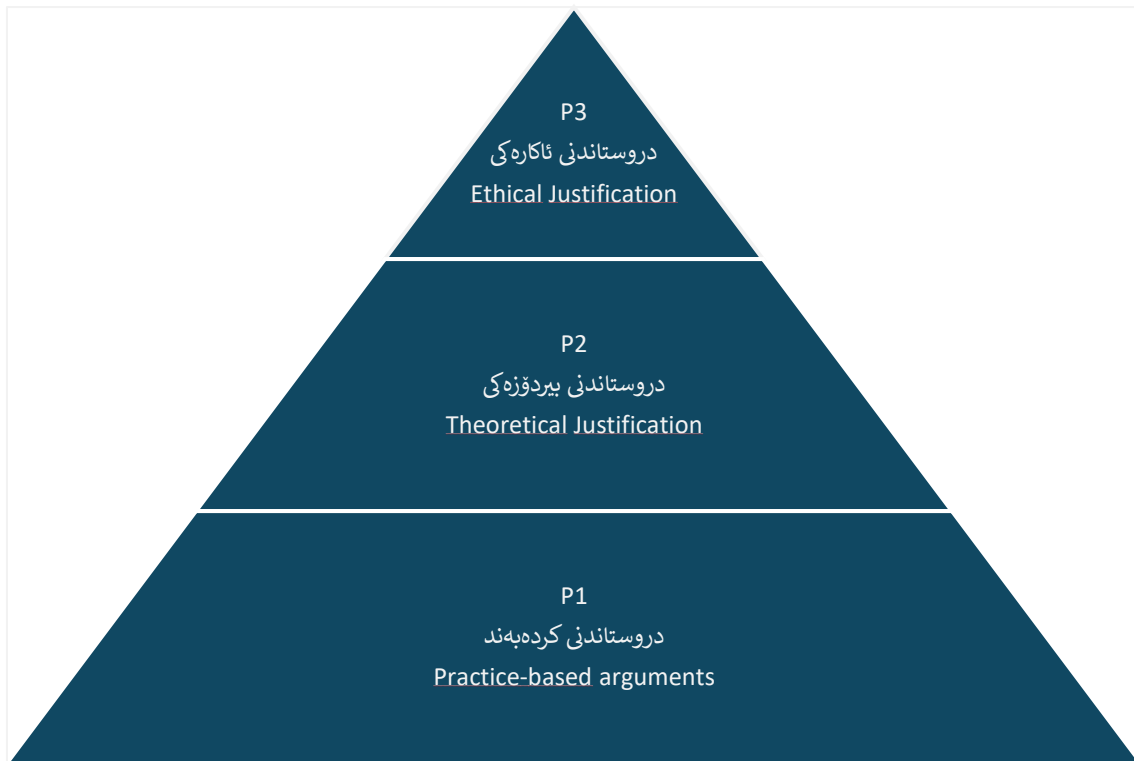 P3
دروستاندنی ئاکارەکی
Ethical Justification
P2
دروستاندنی بیردۆزەکی
Theoretical Justification
P1
دروستاندنی کردەبەند
Practice-based arguments